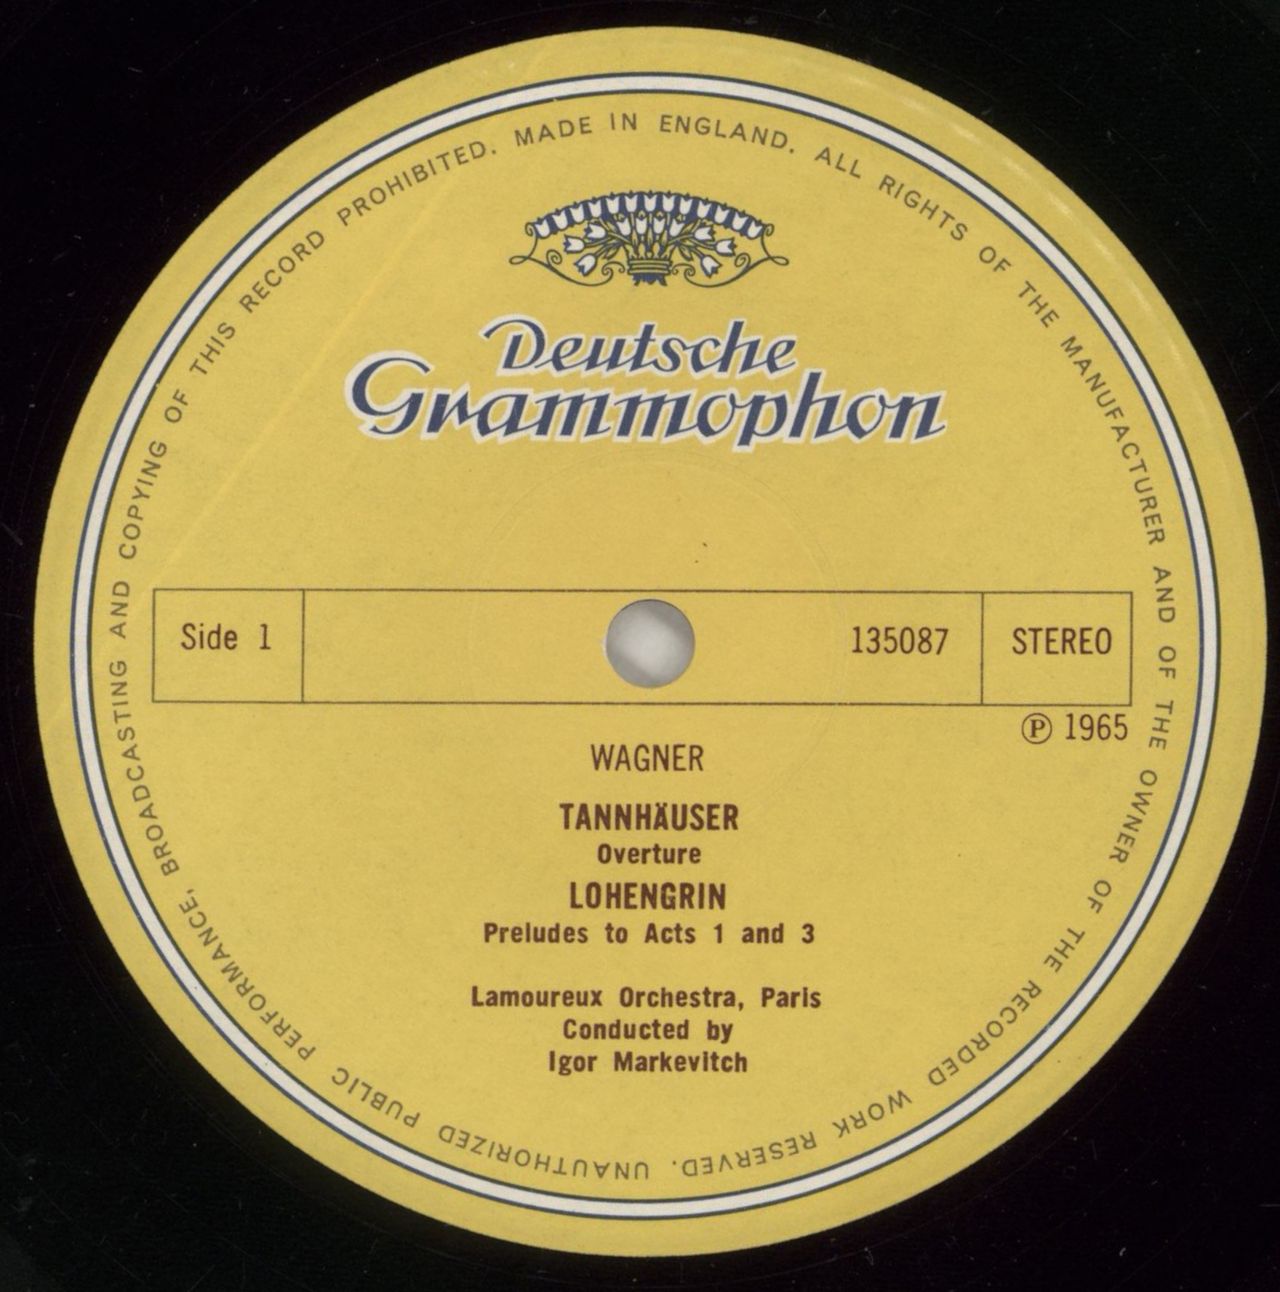 MADE IN ENGLAND. ALL RIGHTS OF THE MANUFACTURER AND OF THE OWNER OF THE RECORDED WORK RESERVED. UNAUTHORIZED PUBLIC PERFORMANCE, BROADCASTING AND COPYING OF THIS RECORD PROHIBITED.
Deutsche
Grammophon
Side 1 135087 STEREO
℗ 1965
WAGNER
TANNHÄUSER
Overture
LOHENGRIN
Preludes to Acts 1 and 3
Lamoureux Orchestra, Paris
Conducted by
Igor Markevitch